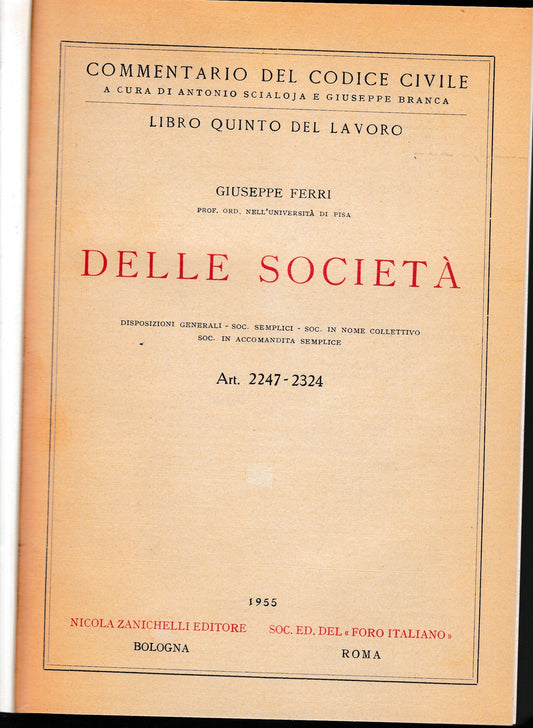 COMMENTARIO DEL CODICE CIVILE
A CURA DI ANTONIO SCIALOJA E GIUSEPPE BRANCA
LIBRO QUINTO DEL LAVORO
GIUSEPPE FERRI
PROF. ORD. NELL'UNIVERSITÀ DI PISA
DELLE SOCIETÀ
DISPOSIZIONI GENERALI - SOC. SEMPLICI - SOC. IN NOME COLLETTIVO
SOC. IN ACCOMANDITA SEMPLICE
Art. 2247-2324
1955
NICOLA ZANICHELLI EDITORE SOC. ED. DEL « FORO ITALIANO »
BOLOGNA ROMA